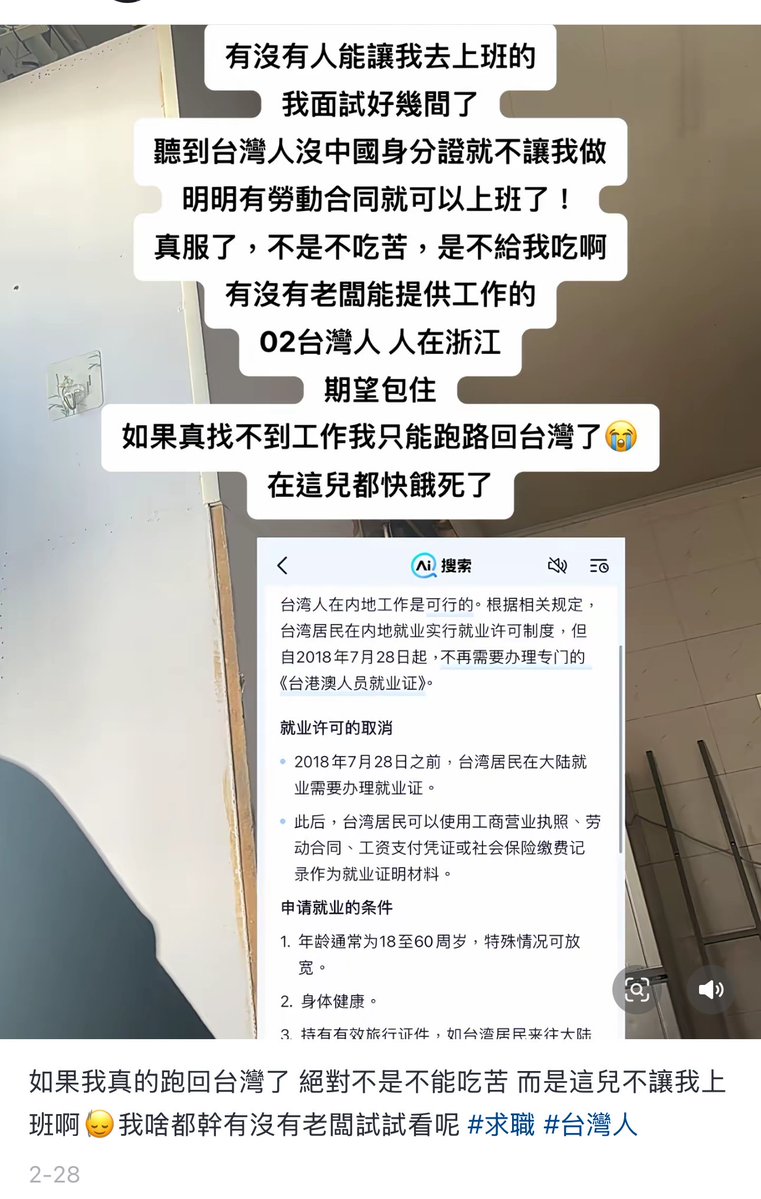 有沒有人能讓我去上班的
我面試好幾間了
聽到台灣人沒中國身分證就不讓我做
明明有勞動合同就可以上班了！
真服了，不是不吃苦，是不給我吃啊
有沒有老闆能提供工作的
02台灣人 人在浙江
期望包住
如果真找不到工作我只能跑路回台灣了😭
在這兒都快餓死了
Ai 搜索
台湾人在内地工作是可行的。根据相关规定，
台湾居民在内地就业实行就业许可制度，但
自2018年7月28日起，不再需要办理专门的
《台港澳人员就业证》。
就业许可的取消
• 2018年7月28日之前，台湾居民在大陆就
业需要办理就业证。
• 此后，台湾居民可以使用工商营业执照、劳
动合同、工资支付凭证或社会保险缴费记
录作为就业证明材料。
申请就业的条件
1. 年龄通常为18至60周岁，特殊情况可放
宽。
2. 身体健康。
3. 持有有效旅行证件，如台湾居民来往大陆
如果我真的跑回台灣了 絕對不是不能吃苦 而是這兒不讓我上
班啊🥲我啥都幹有沒有老闆試試看呢 #求職 #台灣人
2-28